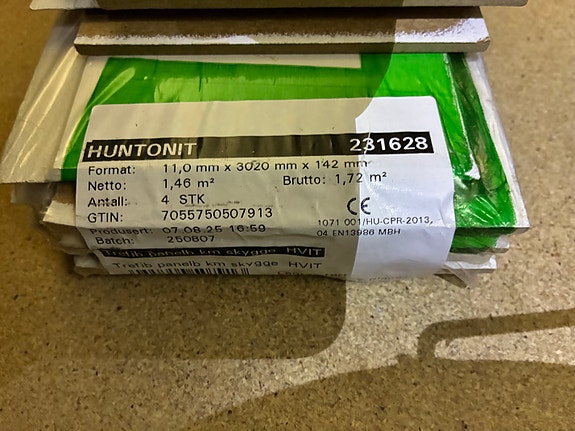 HUNTONIT 231628
Format: 11,0 mm x 3020 mm x 142 mm
Netto: 1,46 m² Brutto: 1,72 m²
Antall: 4 STK
GTIN: 7055750507913
CE
1071 001/HU-CPR-2013,
04 EN13986 MBH
Produsert: 07.08.25 16:59
Batch: 250807
Trefib panelb km skygge HVIT
Trefib panelb km skygge HVIT